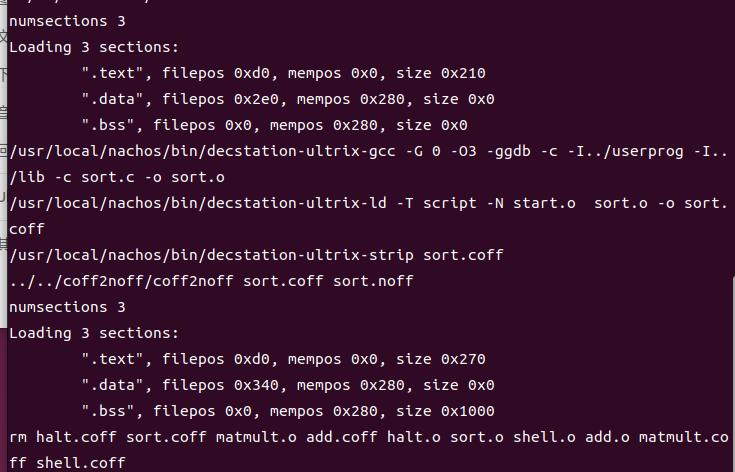 numsections 3
Loading 3 sections:
        ".text", filepos 0xd0, mempos 0x0, size 0x210
        ".data", filepos 0x2e0, mempos 0x280, size 0x0
        ".bss", filepos 0x0, mempos 0x280, size 0x0
/usr/local/nachos/bin/decstation-ultrix-gcc -G 0 -O3 -ggdb -c -I../userprog -I..
/lib -c sort.c -o sort.o
/usr/local/nachos/bin/decstation-ultrix-ld -T script -N start.o  sort.o -o sort.
coff
/usr/local/nachos/bin/decstation-ultrix-strip sort.coff
../../coff2noff/coff2noff sort.coff sort.noff
numsections 3
Loading 3 sections:
        ".text", filepos 0xd0, mempos 0x0, size 0x270
        ".data", filepos 0x340, mempos 0x280, size 0x0
        ".bss", filepos 0x0, mempos 0x280, size 0x1000
rm halt.coff sort.coff matmult.o add.coff halt.o sort.o shell.o add.o matmult.co
ff shell.coff